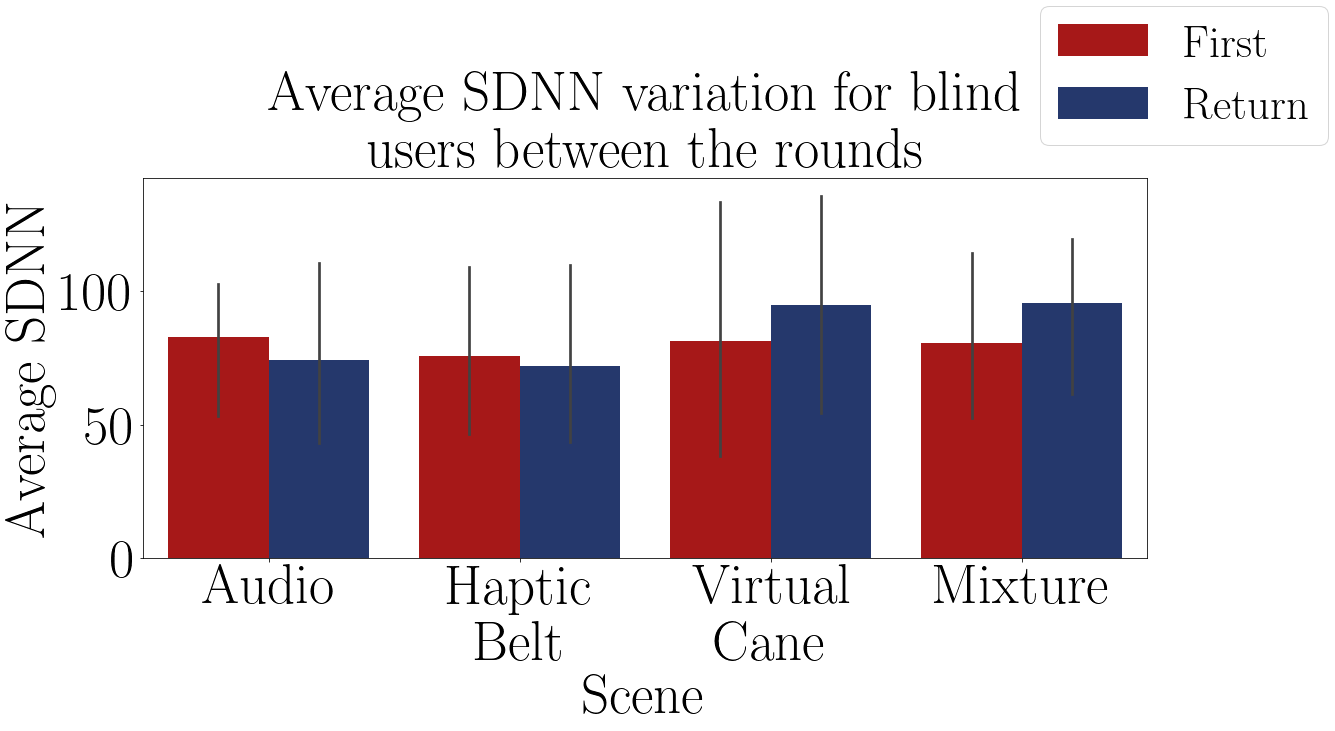 First
Return
Average SDNN variation for blind
users between the rounds
Average SDNN
100
50
0
Audio
Haptic
Belt
Virtual
Cane
Mixture
Scene